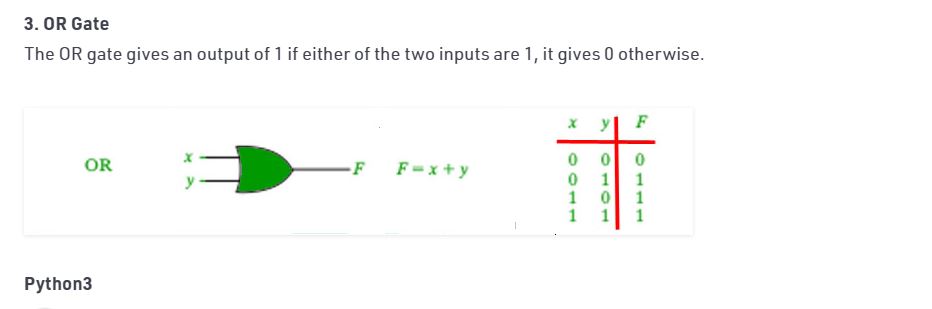 3. OR Gate
The OR gate gives an output of 1 if either of the two inputs are 1, it gives 0 otherwise.
x y F
OR x y F F = x + y
0 0 0
0 1 1
1 0 1
1 1 1
Python3